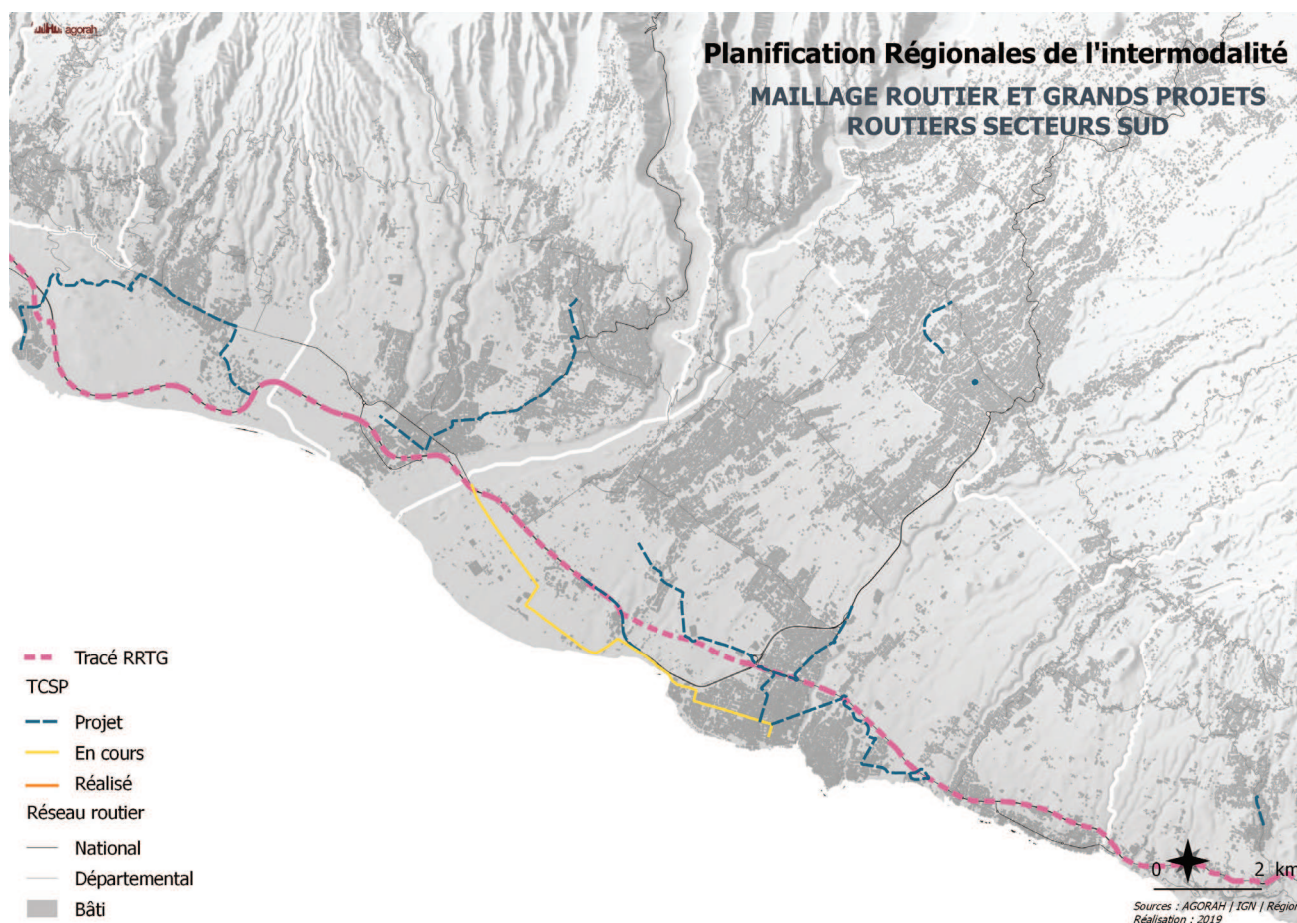 agorah
Planification Régionales de l'intermodalité
MAILLAGE ROUTIER ET GRANDS PROJETS
ROUTIERS SECTEURS SUD
Tracé RRTG
TCSP
Projet
En cours
Réalisé
Réseau routier
National
Départemental
Bâti
0 2 km
Sources : AGORAH | IGN | Région
Réalisation : 2019